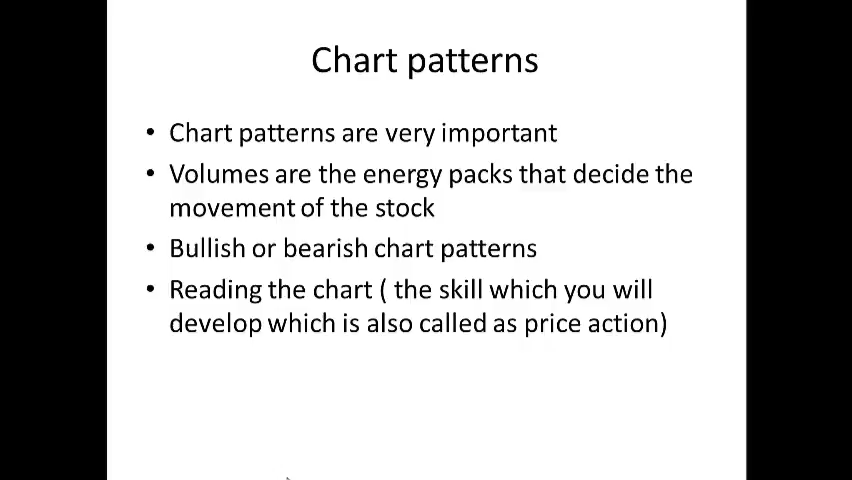 Chart patterns
• Chart patterns are very important
• Volumes are the energy packs that decide the
movement of the stock
• Bullish or bearish chart patterns
• Reading the chart ( the skill which you will
develop which is also called as price action)